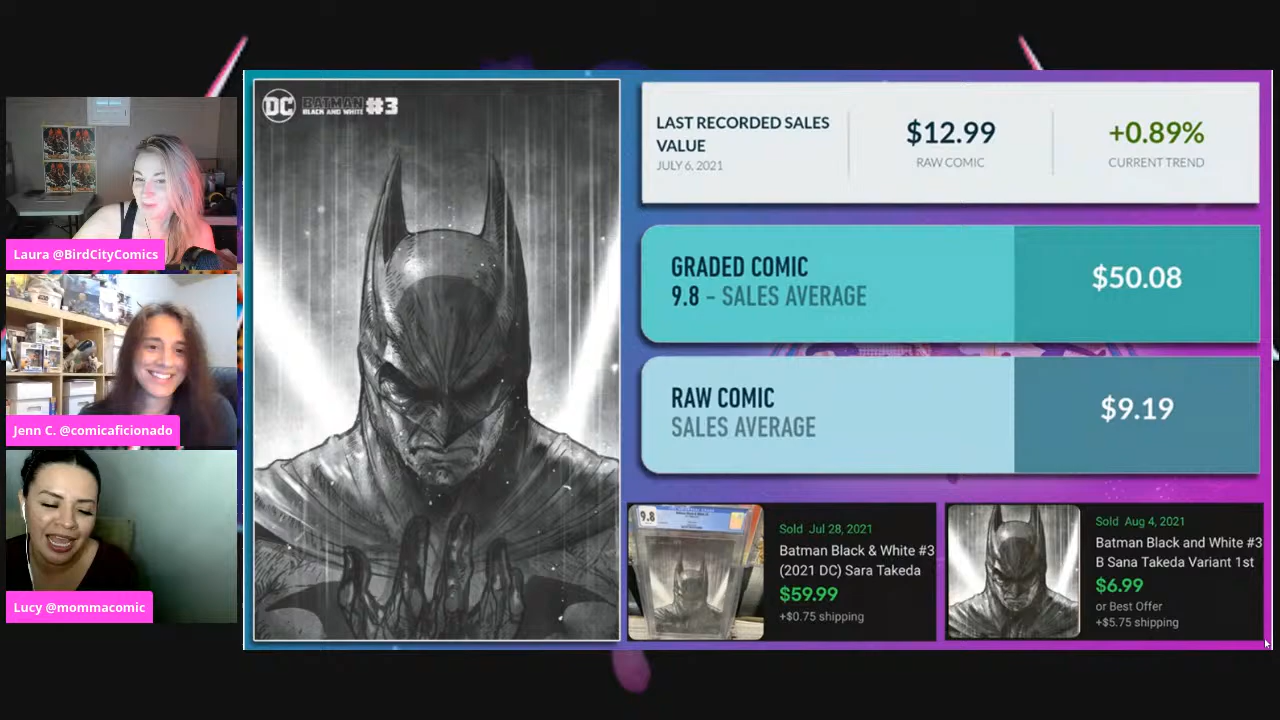 DC
BATMAN
BLACK AND WHITE
#3
LAST RECORDED SALES
VALUE
JULY 6, 2021
$12.99
RAW COMIC
+0.89%
CURRENT TREND
GRADED COMIC
9.8 - SALES AVERAGE
$50.08
RAW COMIC
SALES AVERAGE
$9.19
9.8
Sold Jul 28, 2021
Batman Black & White #3
(2021 DC) Sara Takeda
$59.99
+$0.75 shipping
Sold Aug 4, 2021
Batman Black and White #3
B Sana Takeda Variant 1st
$6.99
or Best Offer
+$5.75 shipping
Laura @BirdCityComics
Jenn C. @comicaficionado
Lucy @mommacomic